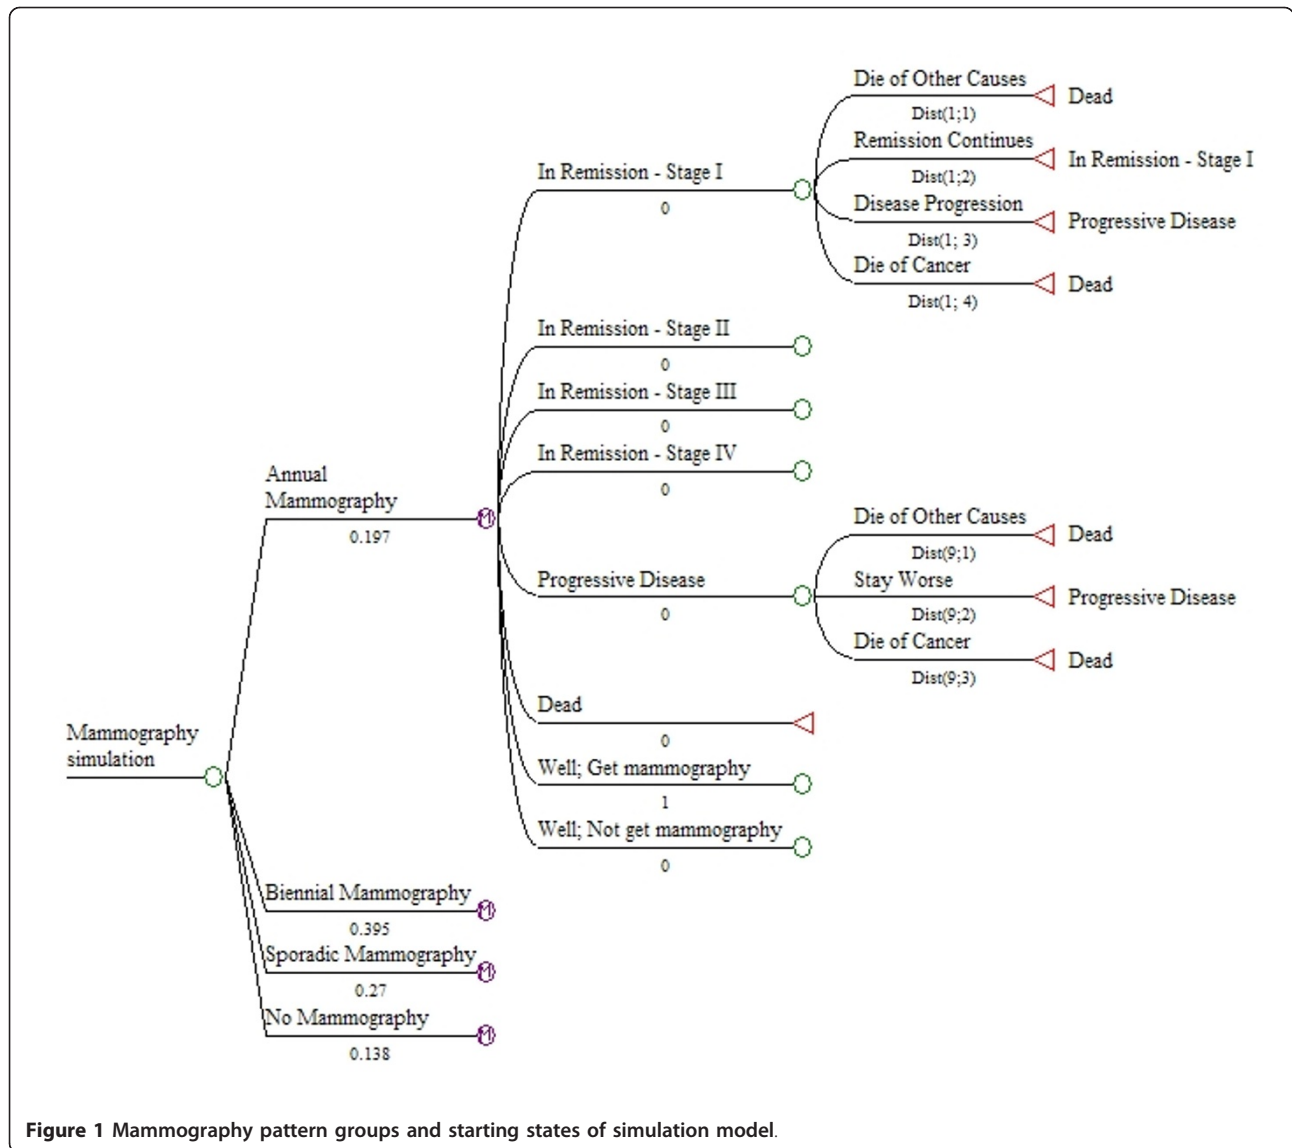 Die of Other Causes
Dist(1;1)
Dead
Remission Continues
Dist(1;2)
In Remission - Stage I
Disease Progression
Dist(1; 3)
Progressive Disease
Die of Cancer
Dist(1; 4)
Dead
In Remission - Stage I
0
In Remission - Stage II
0
In Remission - Stage III
0
In Remission - Stage IV
0
Annual
Mammography
0.197
M
Die of Other Causes
Dist(9;1)
Dead
Stay Worse
Dist(9;2)
Progressive Disease
Die of Cancer
Dist(9;3)
Dead
Progressive Disease
0
Dead
0
Well; Get mammography
1
Well; Not get mammography
0
Mammography
simulation
Biennial Mammography
0.395
M
Sporadic Mammography
0.27
M
No Mammography
0.138
M
Figure 1 Mammography pattern groups and starting states of simulation model.